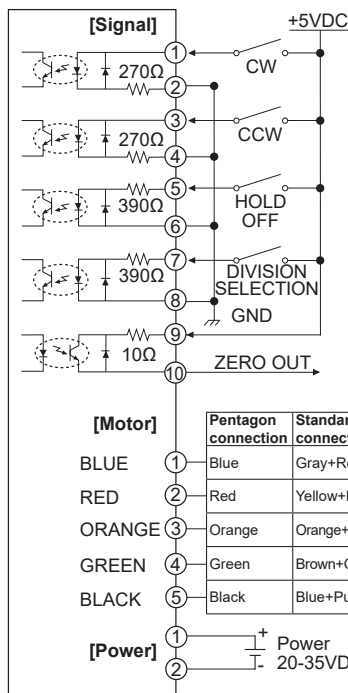 [Signal]
+5VDC
1
CW
270Ω
2
3
CCW
270Ω
4
5
390Ω
HOLD
OFF
6
7
390Ω
DIVISION
SELECTION
8
GND
9
10Ω
10
ZERO OUT
[Motor]
Pentagon
connection
BLUE 1 Blue
RED 2 Red
ORANGE 3 Orange
GREEN 4 Green
BLACK 5 Black
[Power]
1
+
Power
2
-